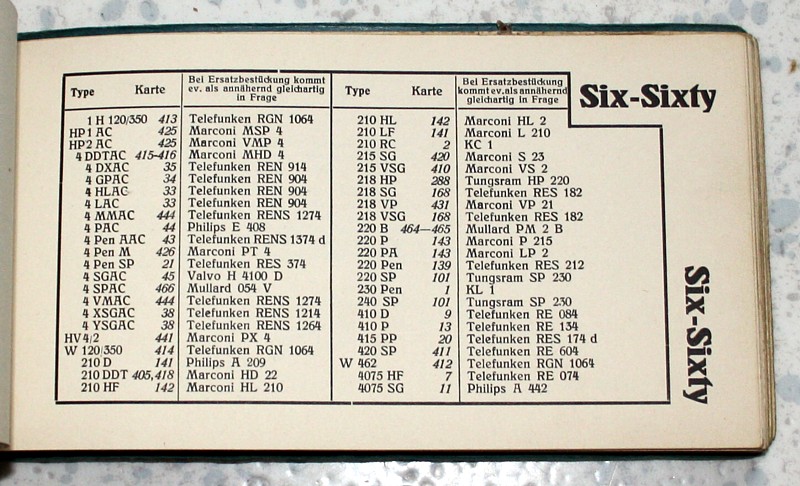 Six-Sixty
Type Karte Bei Ersatzbestückung kommt
ev. als annähernd gleichartig
in Frage
1 H 120/350 413 Telefunken RGN 1064
HP 1 AC 425 Marconi MSP 4
HP 2 AC 425 Marconi VMP 4
4 DDTAC 415-416 Marconi MHD 4
4 DXAC 35 Telefunken REN 914
4 GPAC 34 Telefunken REN 904
4 HLAC 33 Telefunken REN 904
4 LAC 33 Telefunken REN 904
4 MMAC 444 Telefunken RENS 1274
4 PAC 44 Philips E 408
4 Pen AAC 43 Telefunken RENS 1374 d
4 Pen M 426 Marconi PT 4
4 Pen SP 21 Telefunken RES 374
4 SGAC 45 Valvo H 4100 D
4 SPAC 466 Mullard 054 V
4 VMAC 444 Telefunken RENS 1274
4 XSGAC 38 Telefunken RENS 1214
4 YSGAC 38 Telefunken RENS 1264
HV 4/2 441 Marconi PX 4
W 120/350 414 Telefunken RGN 1064
210 D 141 Philips A 209
210 DDT 405,418 Marconi HD 22
210 HF 142 Marconi HL 210
Type Karte Bei Ersatzbestückung
kommt ev. als annähernd
gleichartig in Frage
210 HL 142 Marconi HL 2
210 LF 141 Marconi L 210
210 RC 2 KC 1
215 SG 420 Marconi S 23
215 VSG 410 Marconi VS 2
218 HP 288 Tungsram HP 220
218 SG 168 Telefunken RES 182
218 VP 431 Marconi VP 21
218 VSG 168 Telefunken RES 182
220 B 464-465 Mullard PM 2 B
220 P 143 Marconi P 215
220 PA 143 Marconi LP 2
220 Pen 139 Telefunken RES 212
220 SP 101 Tungsram SP 230
230 Pen 1 KL 1
240 SP 101 Tungsram SP 230
410 D 9 Telefunken RE 084
410 P 13 Telefunken RE 134
415 PP 20 Telefunken RES 174 d
420 SP 411 Telefunken RE 604
W 462 412 Telefunken RGN 1064
4075 HF 7 Telefunken RE 074
4075 SG 11 Philips A 442
Six-Sixty